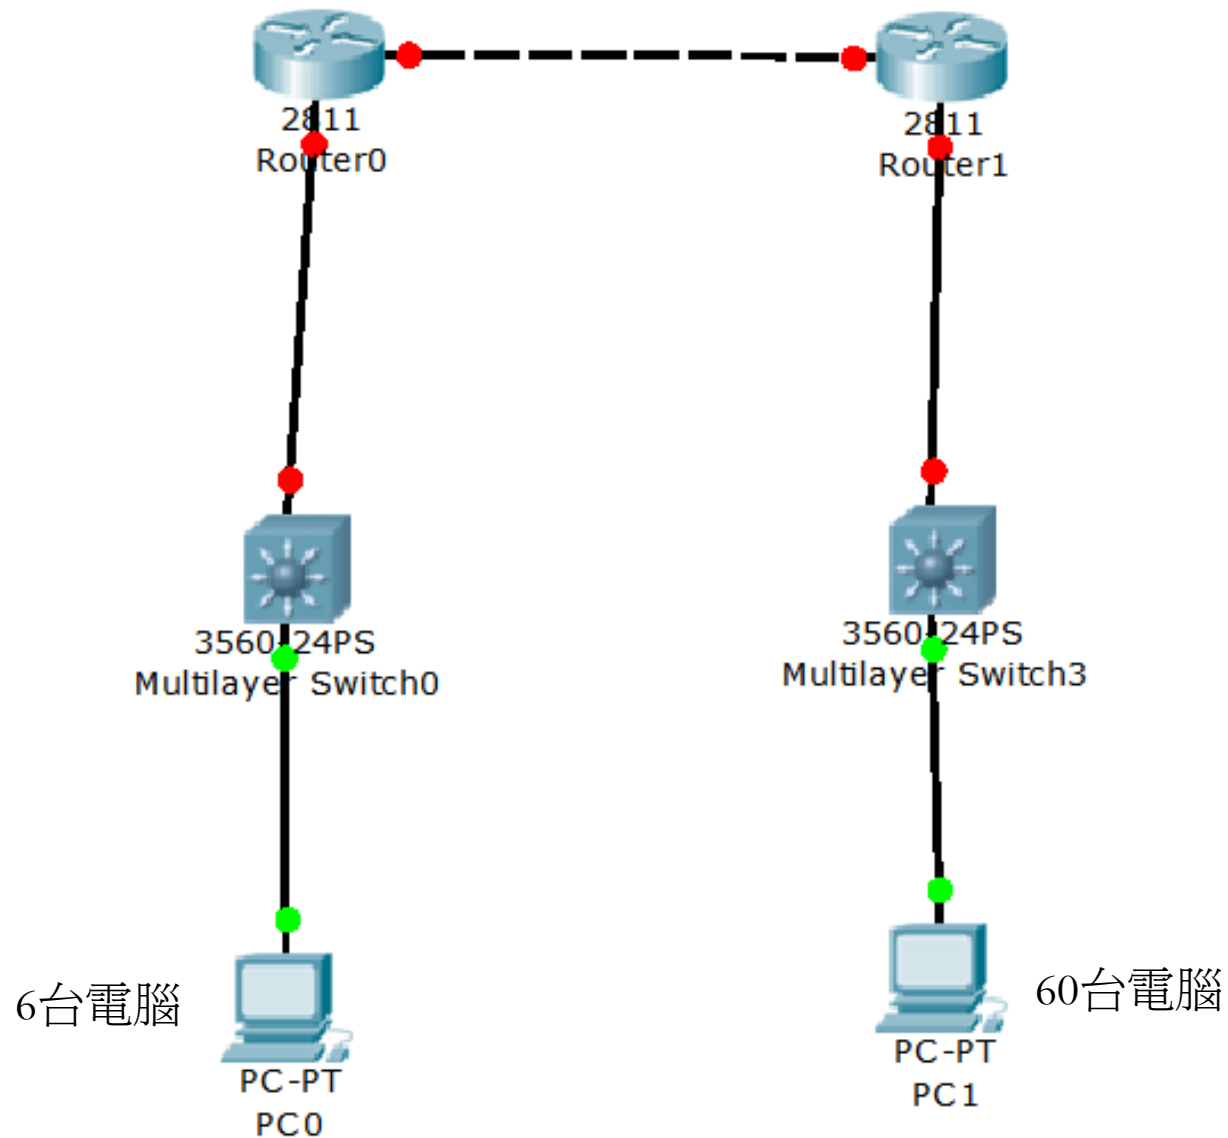 2811
Router0
2811
Router1
3560-24PS
Multilayer Switch0
3560-24PS
Multilayer Switch3
6台電腦
PC-PT
PC0
60台電腦
PC-PT
PC1